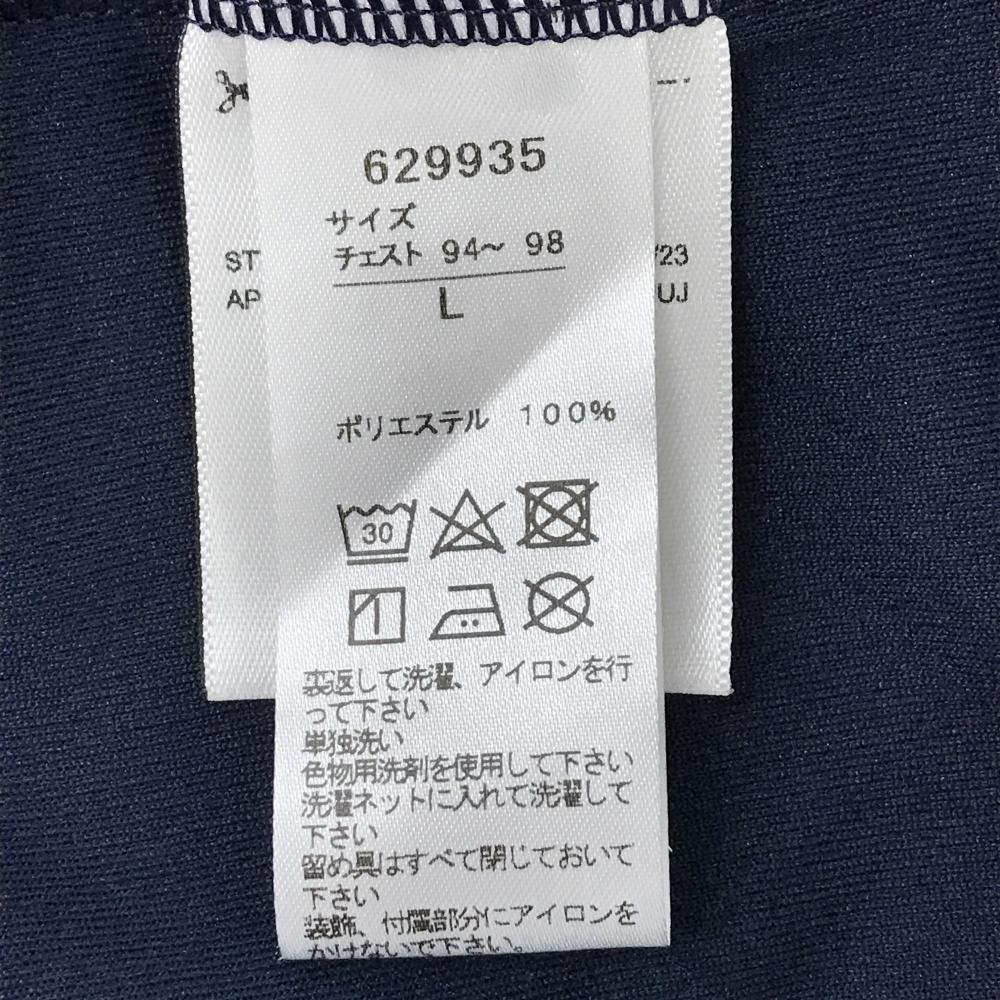 629935
サイズ
チェスト 94～ 98
L
ST
/23
AP
UJ
ポリエステル 100%
30
裏返して洗濯、アイロンを行
って下さい
単独洗い
色物用洗剤を使用して下さい
洗濯ネットに入れて洗濯して
下さい
留め具はすべて閉じておいて
下さい
装飾、付属部分にアイロンを
かけないで下さい。